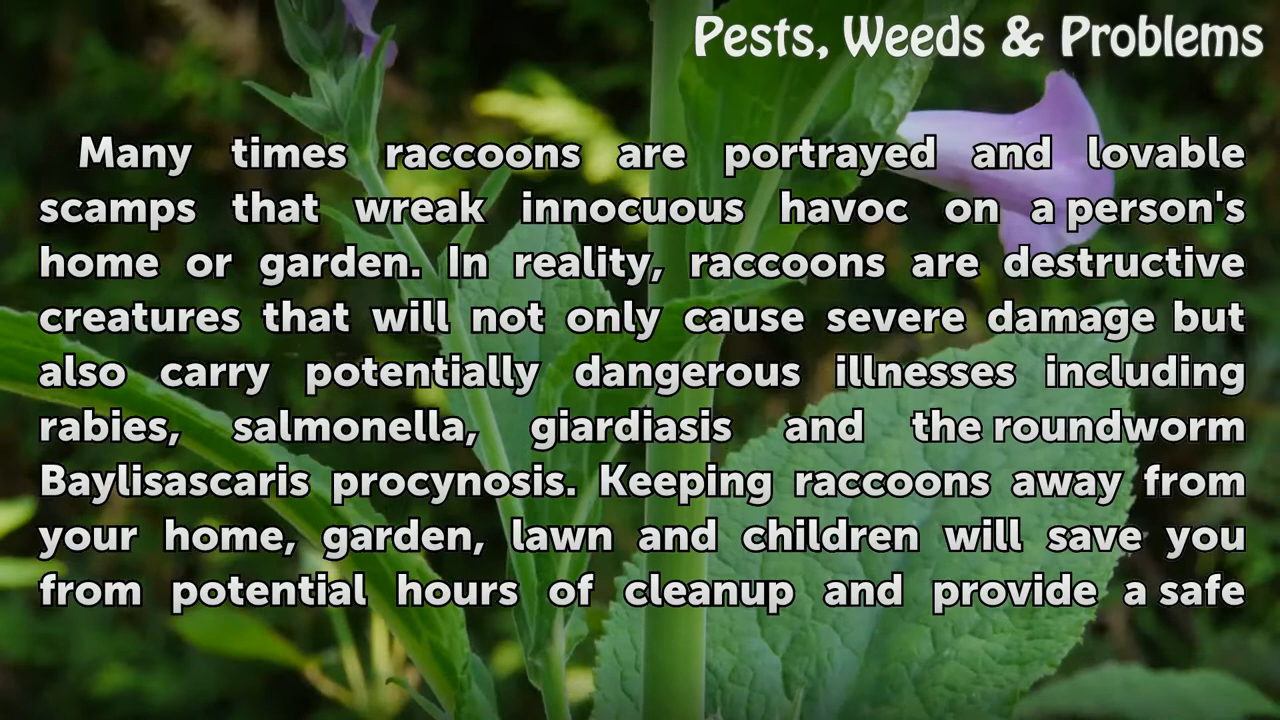 Pests, Weeds & Problems
Many times raccoons are portrayed and lovable
scamps that wreak innocuous havoc on a person's
home or garden. In reality, raccoons are destructive
creatures that will not only cause severe damage but
also carry potentially dangerous illnesses including
rabies, salmonella, giardiasis and the roundworm
Baylisascaris procynosis. Keeping raccoons away from
your home, garden, lawn and children will save you
from potential hours of cleanup and provide a safe